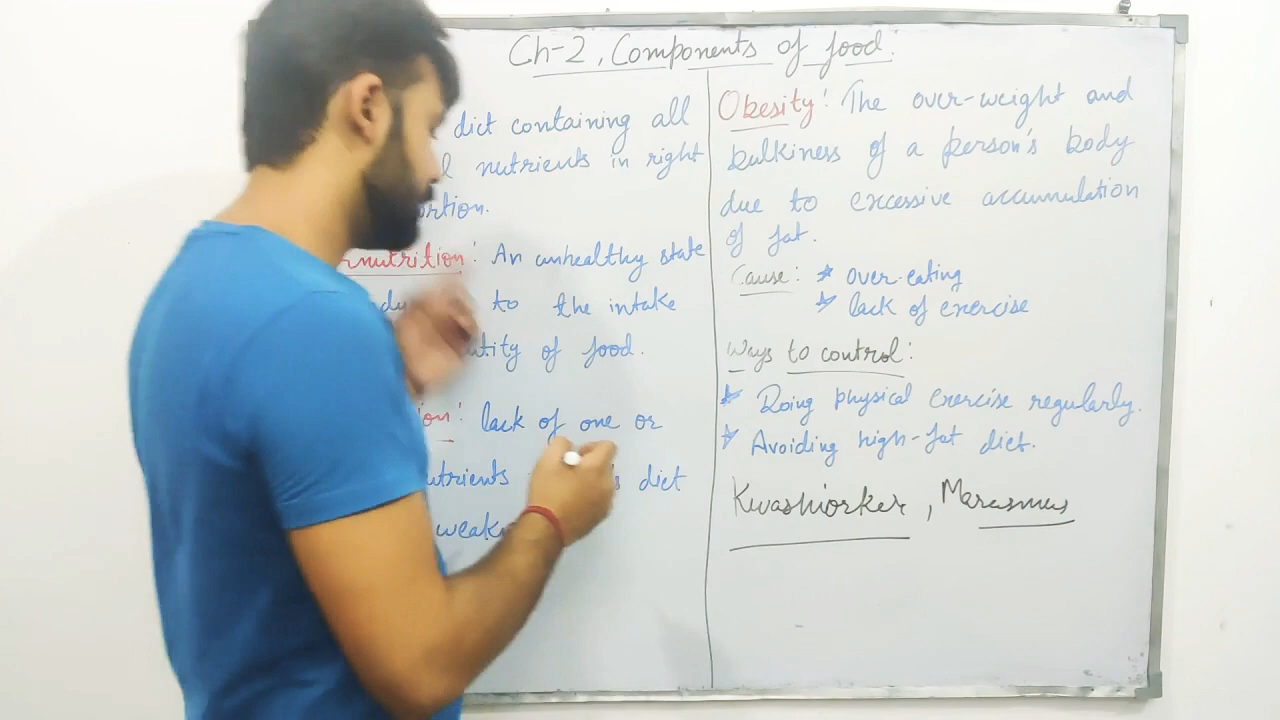 Ch-2, Components of food:
diet containing all
nutrients in right
ortion.
rnutrition: An unhealthy state
du to the intake
tity of food.
ion: lack of one or
utrients diet
weak
Obesity: The over-weight and
bulkiness of a person's body
due to excessive accumulation
of fat.
Cause: * over-eating
* lack of exercise
Ways to control:
* Doing physical exercise regularly.
* Avoiding high-fat diet.
Kwashiorker, Marasmus